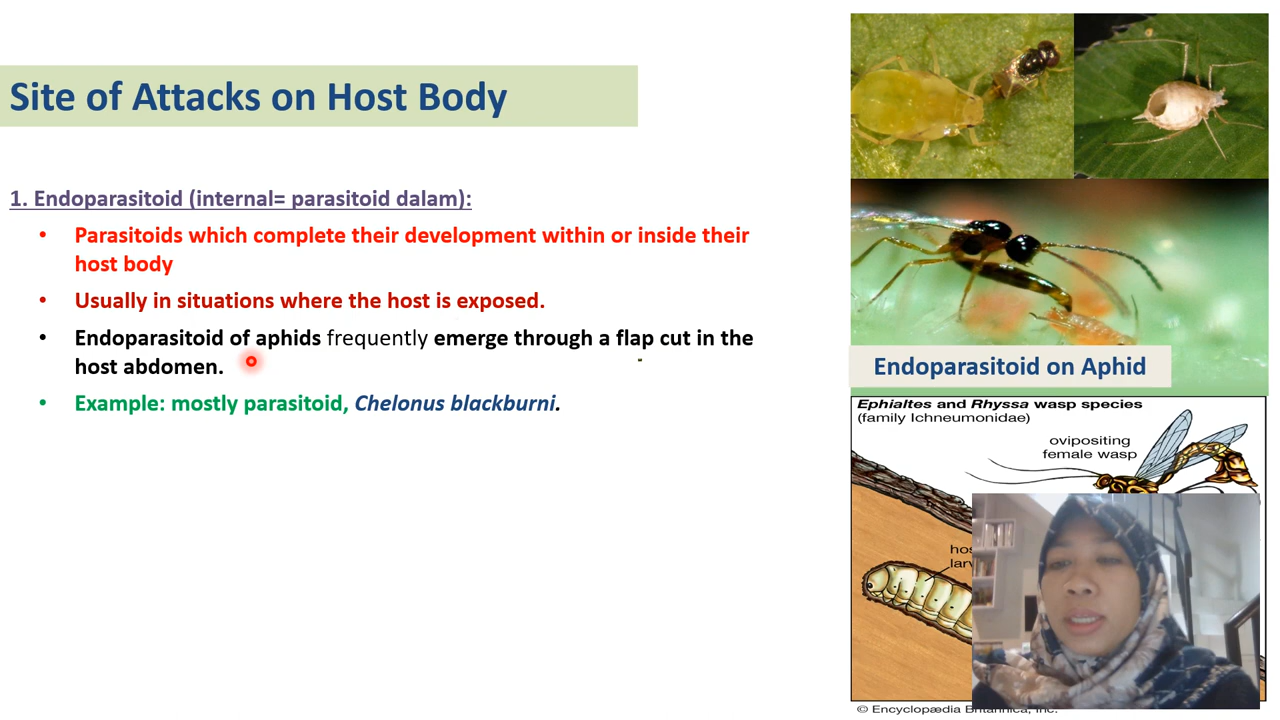 Site of Attacks on Host Body
1. Endoparasitoid (internal= parasitoid dalam):
• Parasitoids which complete their development within or inside their
host body
• Usually in situations where the host is exposed.
• Endoparasitoid of aphids frequently emerge through a flap cut in the
host abdomen.
• Example: mostly parasitoid, Chelonus blackburni.
Endoparasitoid on Aphid
Ephialtes and Rhyssa wasp species
(family Ichneumonidae)
ovipositing
female wasp
© Encyclopædia Britannica, Inc.